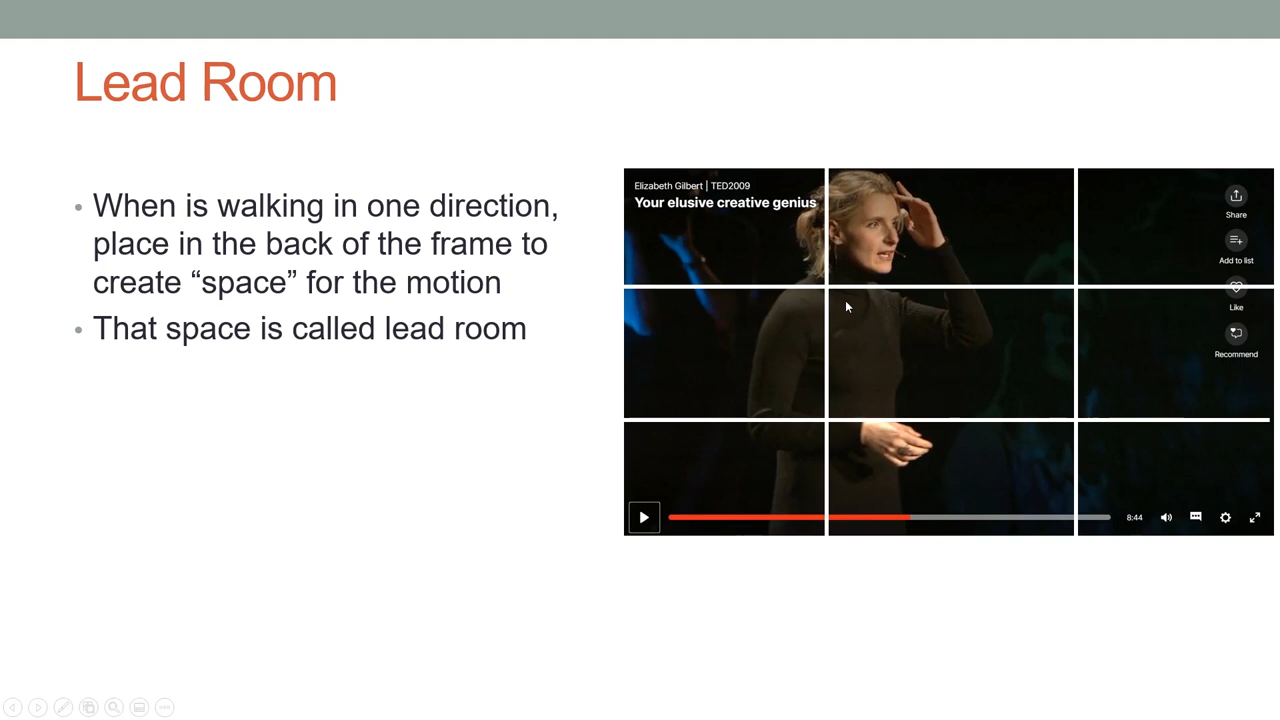 Lead Room
• When is walking in one direction,
place in the back of the frame to
create “space” for the motion
• That space is called lead room
Elizabeth Gilbert | TED2009
Your elusive creative genius
Share
Add to list
Like
Recommend
8:44